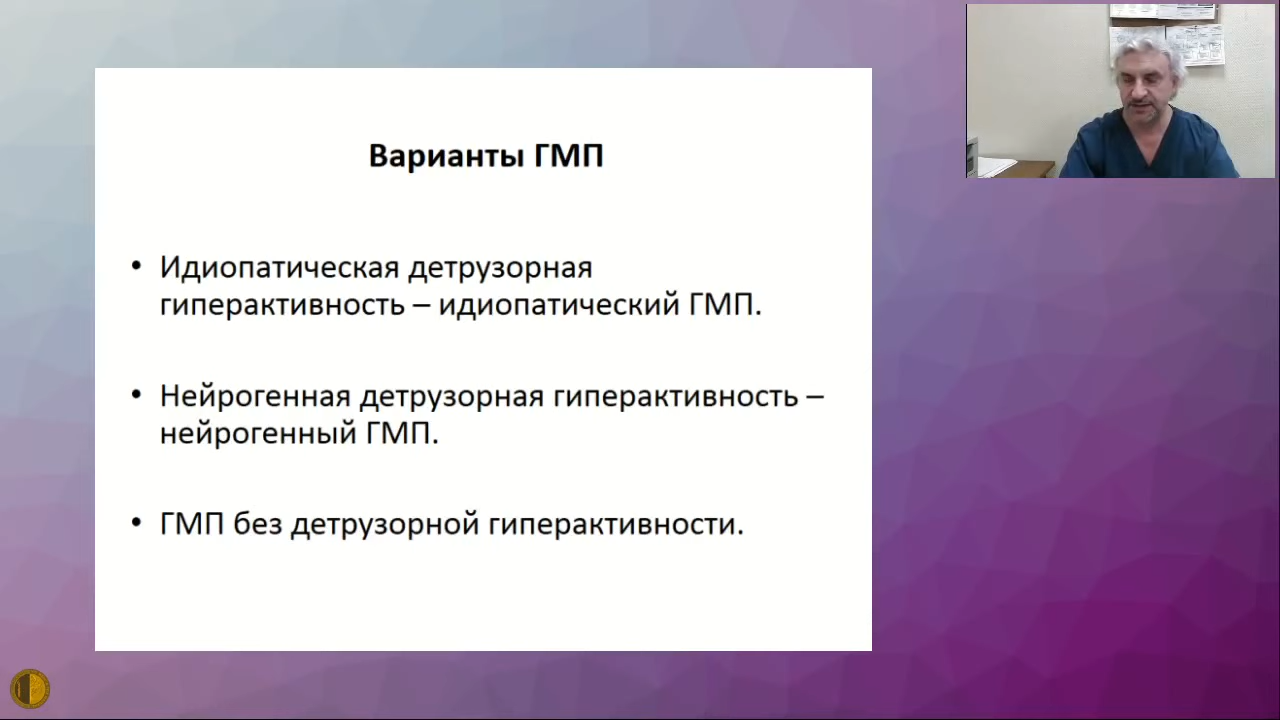 Варианты ГМП
• Идиопатическая детрузорная
гиперактивность – идиопатический ГМП.
• Нейрогенная детрузорная гиперактивность –
нейрогенный ГМП.
• ГМП без детрузорной гиперактивности.